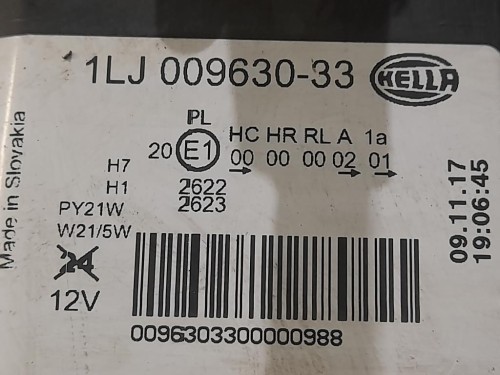 1LJ 009630-33
HELLA
PL
20 E1 HC HR RL A 1a
00 00 00 02 01
H7
H1 2622
PY21W 2623
W21/5W
24
12V
0096303300000988
Made in Slovakia
09.11.17
19:06:45